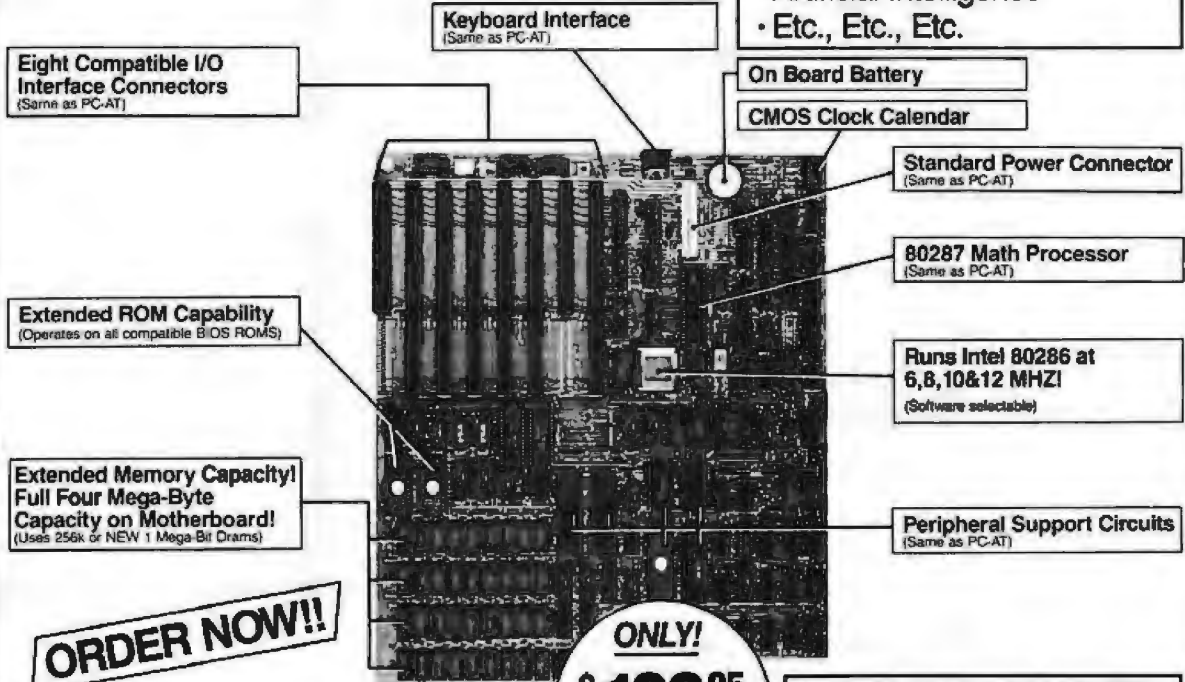 · Etc., Etc., Etc.
Keyboard Interface
(Same as PC-AT)
Eight Compatible I/O
Interface Connectors
(Same as PC-AT)
On Board Battery
CMOS Clock Calendar
Standard Power Connector
(Same as PC-AT)
80287 Math Processor
(Same as PC-AT)
Extended ROM Capability
(Operates on all compatible BIOS ROMS)
Runs Intel 80286 at
6,8,10&12 MHZ!
(Software selectable)
Extended Memory Capacity!
Full Four Mega-Byte
Capacity on Motherboard!
(Uses 256k or NEW 1 Mega-Bit Drams)
Peripheral Support Circuits
(Same as PC-AT)
ORDER NOW!!
ONLY!